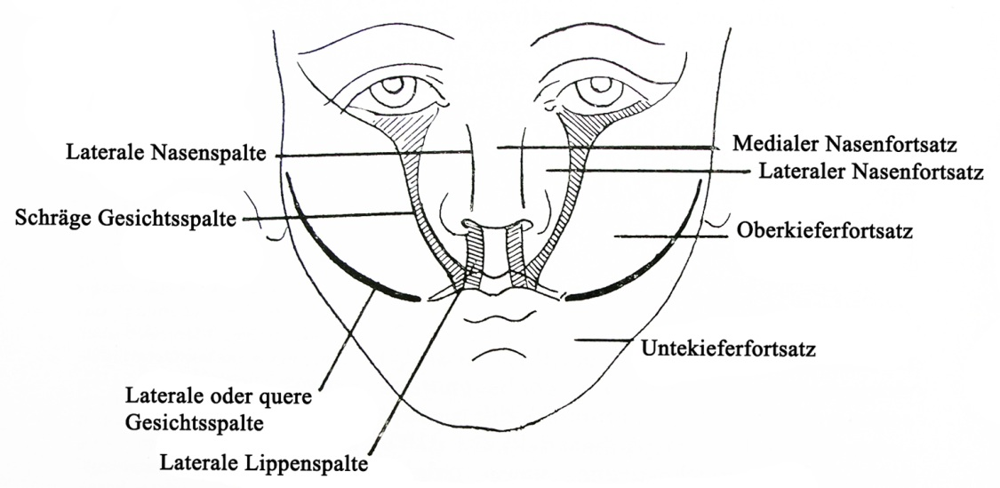 Laterale Nasenspalte
Medialer Nasenfortsatz
Lateraler Nasenfortsatz
Schräge Gesichtsspalte
Oberkieferfortsatz
Untekieferfortsatz
Laterale oder quere
Gesichtsspalte
Laterale Lippenspalte